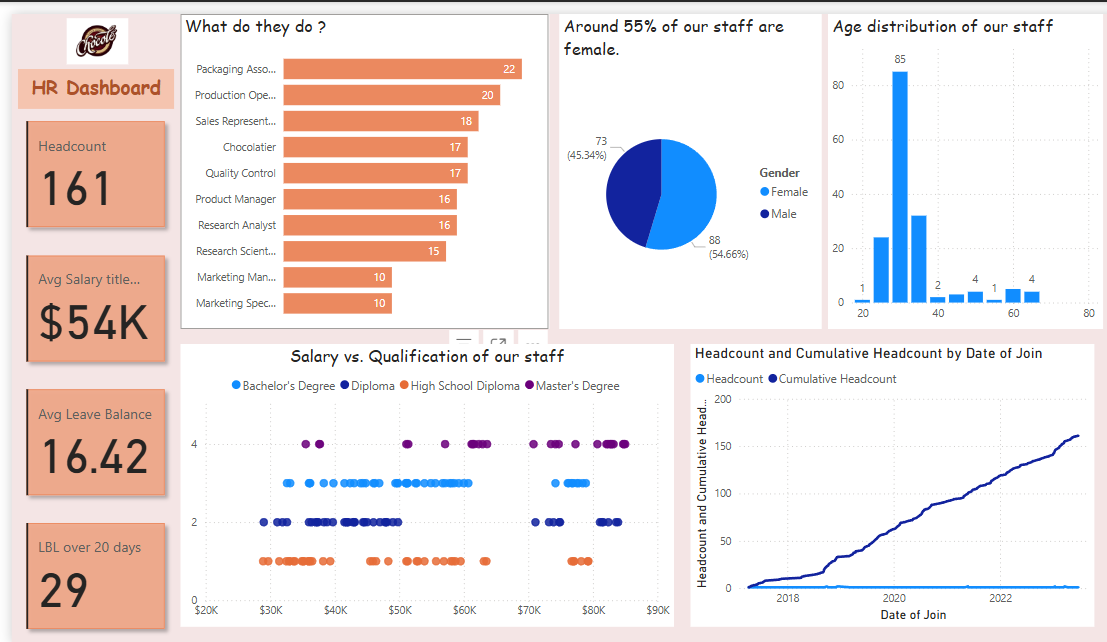 Chocolé
HR Dashboard
Headcount
161
Avg Salary title...
$54K
Avg Leave Balance
16.42
LBL over 20 days
29
What do they do ?
Packaging Asso... 22
Production Ope... 20
Sales Represent... 18
Chocolatier 17
Quality Control 17
Product Manager 16
Research Analyst 16
Research Scient... 15
Marketing Man... 10
Marketing Spec... 10
Around 55% of our staff are
female.
73
(45.34%)
88
(54.66%)
Gender
Female
Male
Age distribution of our staff
85
80
60
40
20
0
1
2
4
1
4
20 40 60 80
Salary vs. Qualification of our staff
Bachelor's Degree Diploma High School Diploma Master's Degree
4
2
0
$20K $30K $40K $50K $60K $70K $80K $90K
Headcount and Cumulative Headcount by Date of Join
Headcount Cumulative Headcount
Headcount and Cumulative Head...
200
150
100
50
0
2018 2020 2022
Date of Join